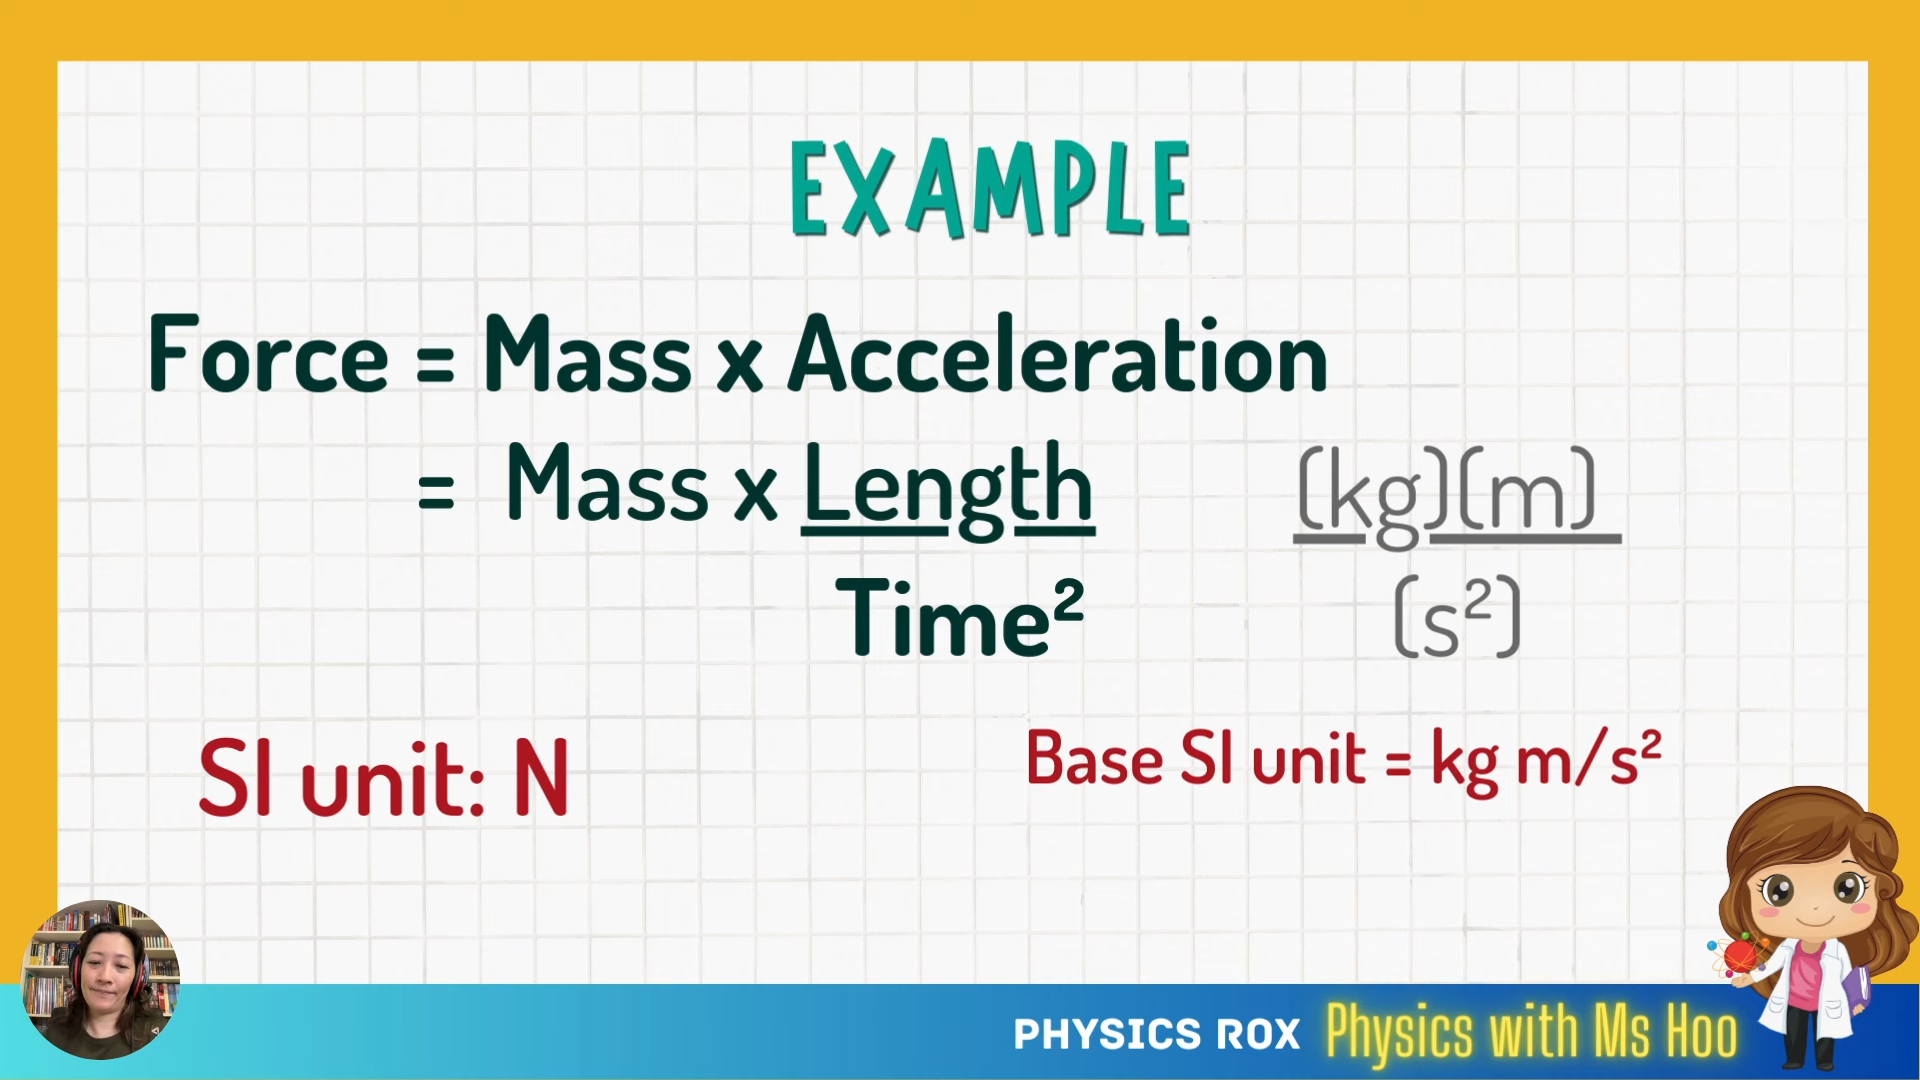 EXAMPLE
Force = Mass x Acceleration
= Mass x Length (kg)(m)
Time² (s²)
SI unit: N
Base SI unit = kg m/s²
PHYSICS ROX Physics with Ms Hoo